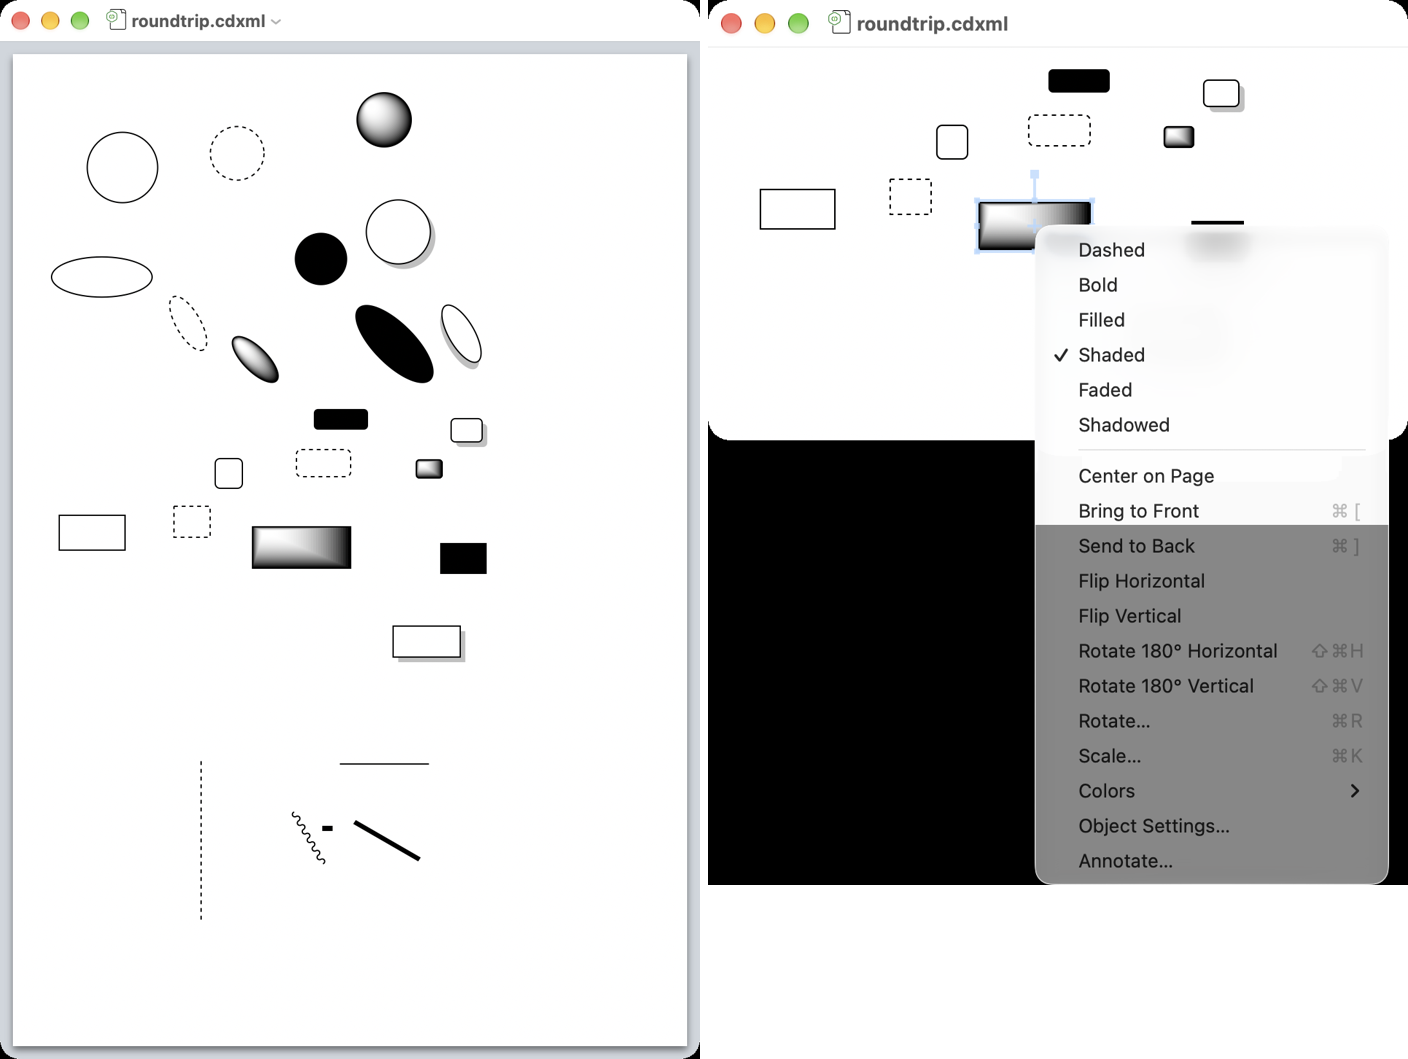 roundtrip.cdxml
roundtrip.cdxml
Dashed
Bold
Filled
✓ Shaded
Faded
Shadowed
Center on Page
Bring to Front ⌘ [
Send to Back ⌘ ]
Flip Horizontal
Flip Vertical
Rotate 180° Horizontal ⇧⌘H
Rotate 180° Vertical ⇧⌘V
Rotate... ⌘R
Scale... ⌘K
Colors
Object Settings...
Annotate...